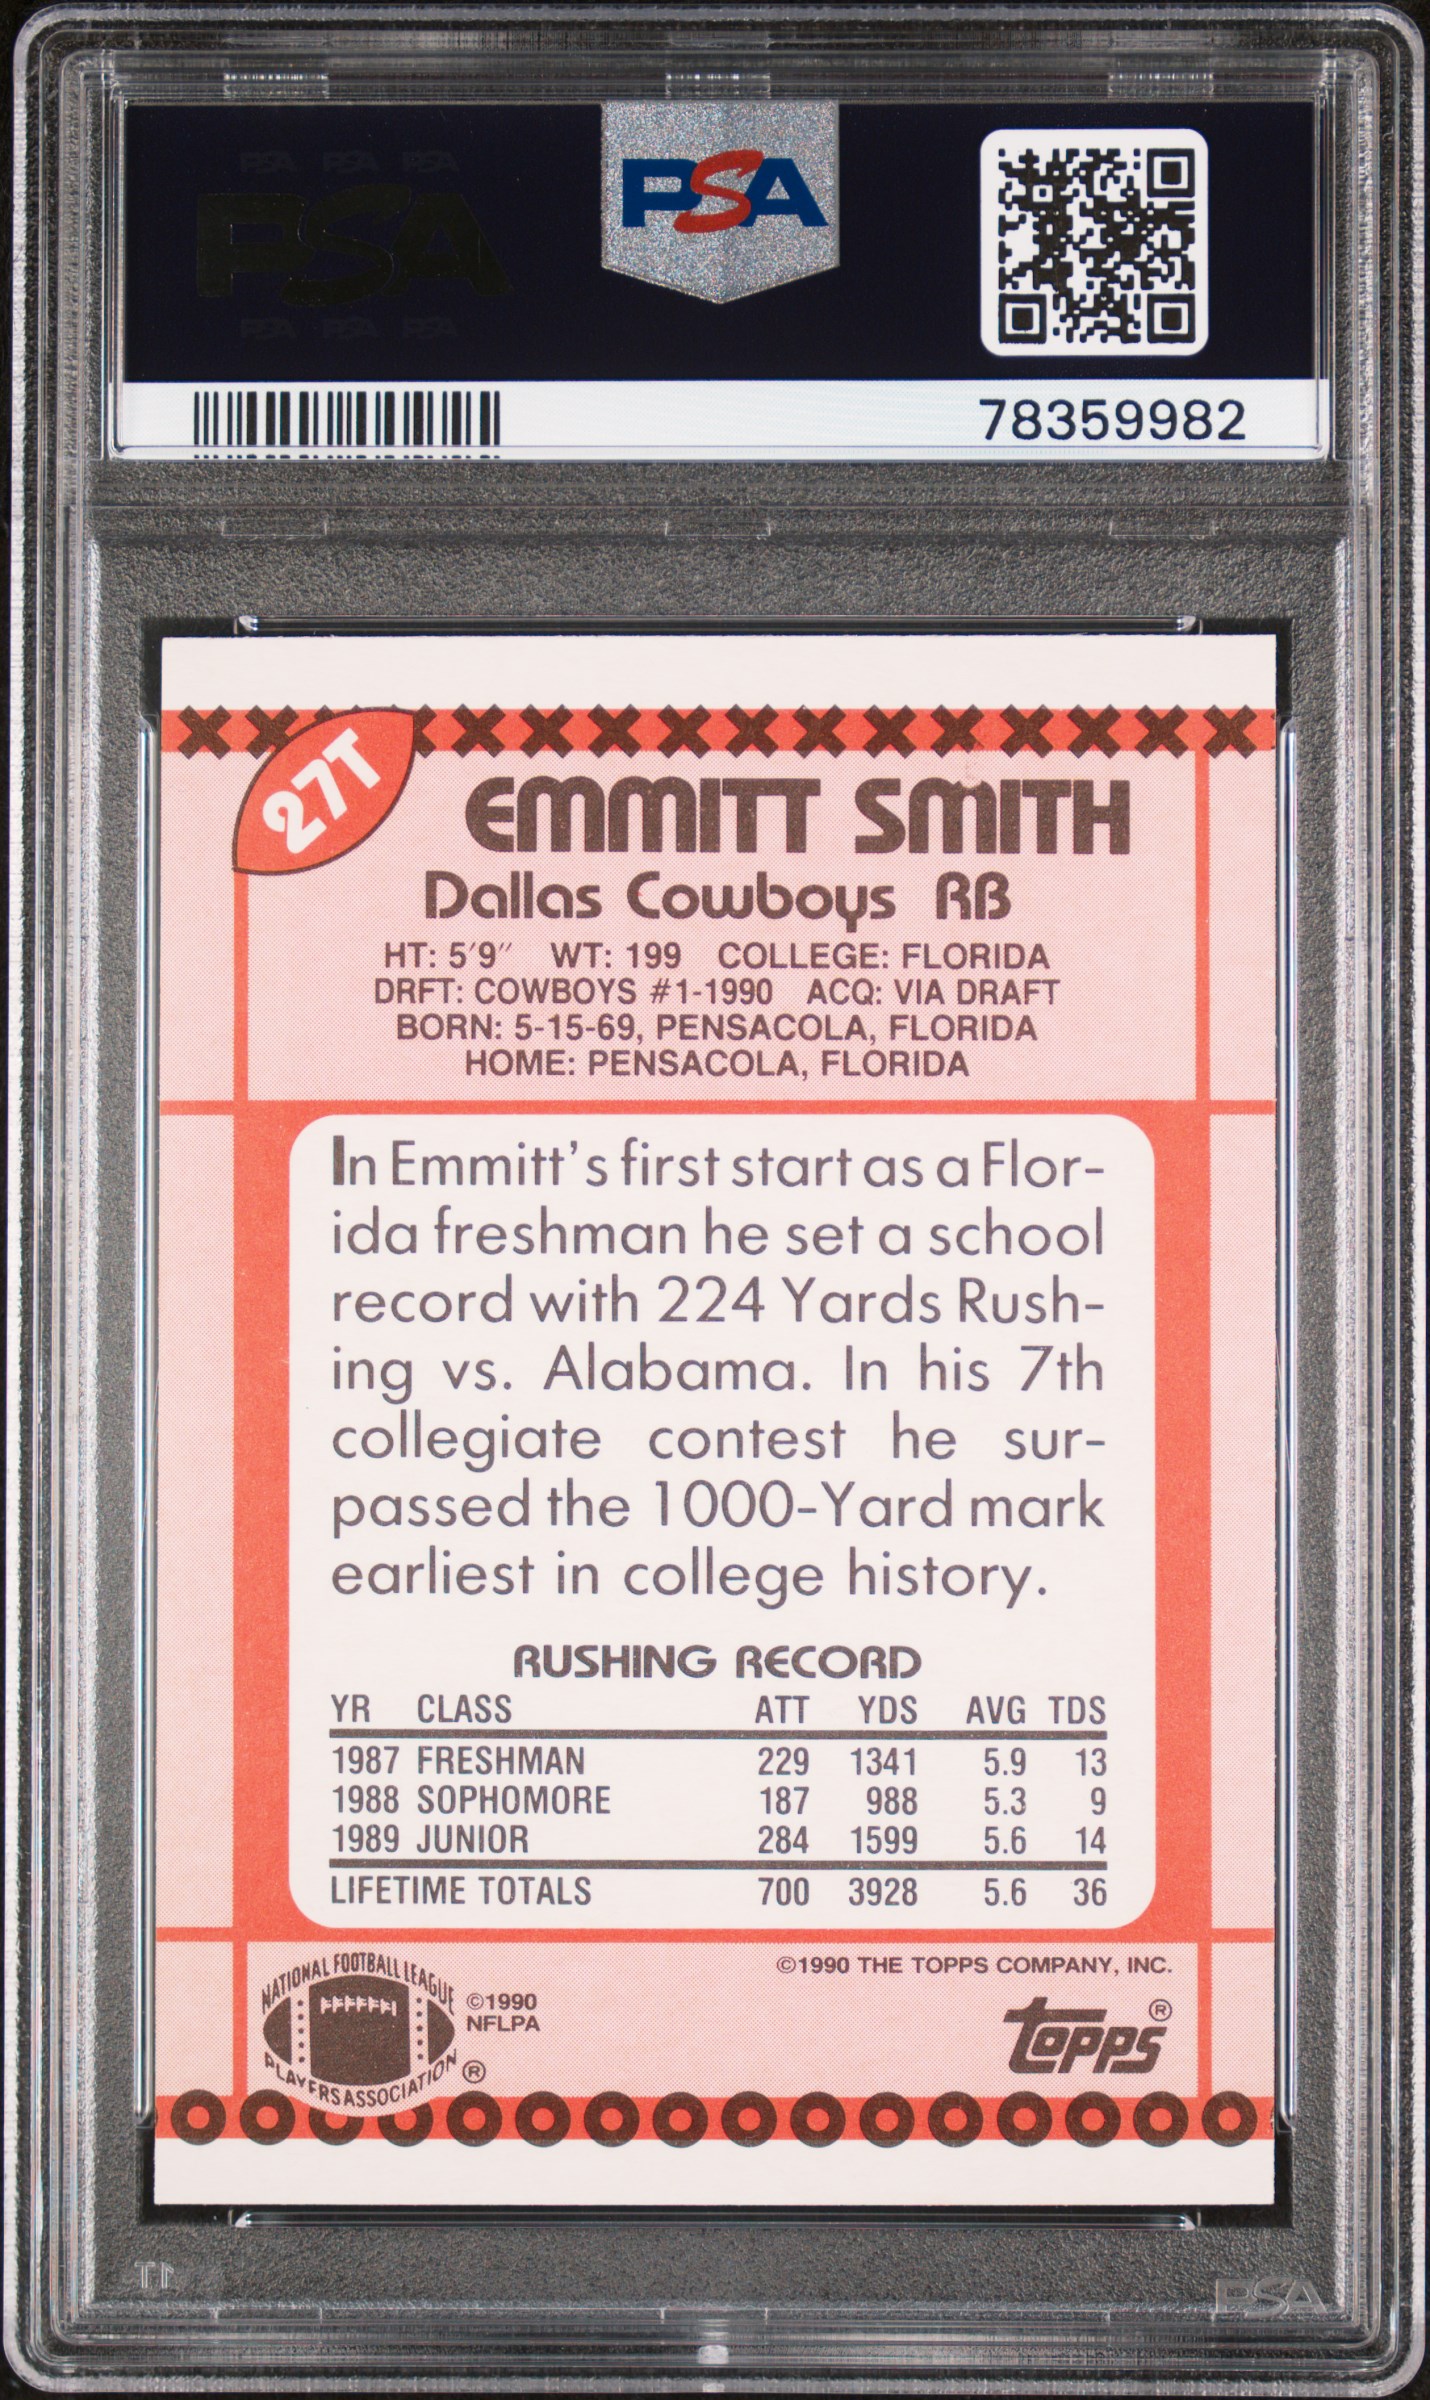 PSA PSA PSA
PSA
PSA PSA PSA
PSA
78359982
27T
EMMITT SMITH
Dallas Cowboys RB
HT: 5'9" WT: 199 COLLEGE: FLORIDA
DRFT: COWBOYS #1-1990 ACQ: VIA DRAFT
BORN: 5-15-69, PENSACOLA, FLORIDA
HOME: PENSACOLA, FLORIDA
In Emmitt's first start as a Flor-
ida freshman he set a school
record with 224 Yards Rush-
ing vs. Alabama. In his 7th
collegiate contest he sur-
passed the 1000-Yard mark
earliest in college history.
RUSHING RECORD
YR CLASS ATT YDS AVG TDS
1987 FRESHMAN 229 1341 5.9 13
1988 SOPHOMORE 187 988 5.3 9
1989 JUNIOR 284 1599 5.6 14
LIFETIME TOTALS 700 3928 5.6 36
NATIONAL FOOTBALL LEAGUE
PLAYERS ASSOCIATION ®
©1990
NFLPA
©1990 THE TOPPS COMPANY, INC.
Topps®
PSA